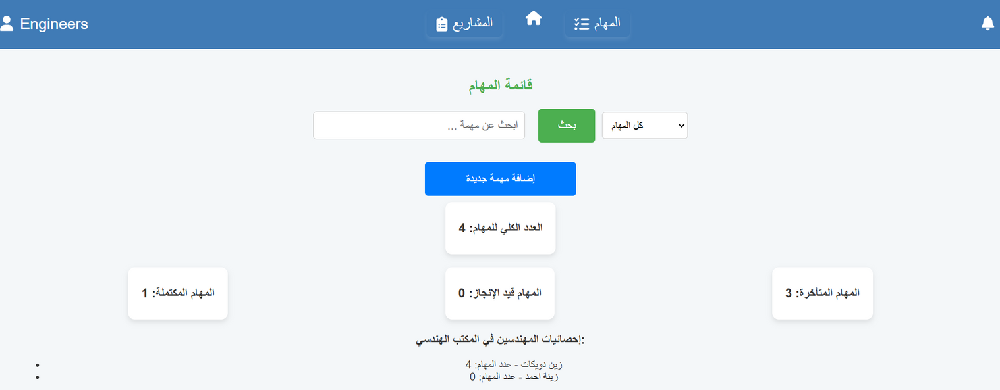 Engineers
المشاريع
المهام
قائمة المهام
ابحث عن مهمة ...
بحث
كل المهام
إضافة مهمة جديدة
العدد الكلي للمهام: 4
المهام المكتملة: 1
المهام قيد الإنجاز: 0
المهام المتأخرة: 3
إحصائيات المهندسين في المكتب الهندسي:
زين دويكات - عدد المهام: 4
زينة احمد - عدد المهام: 0